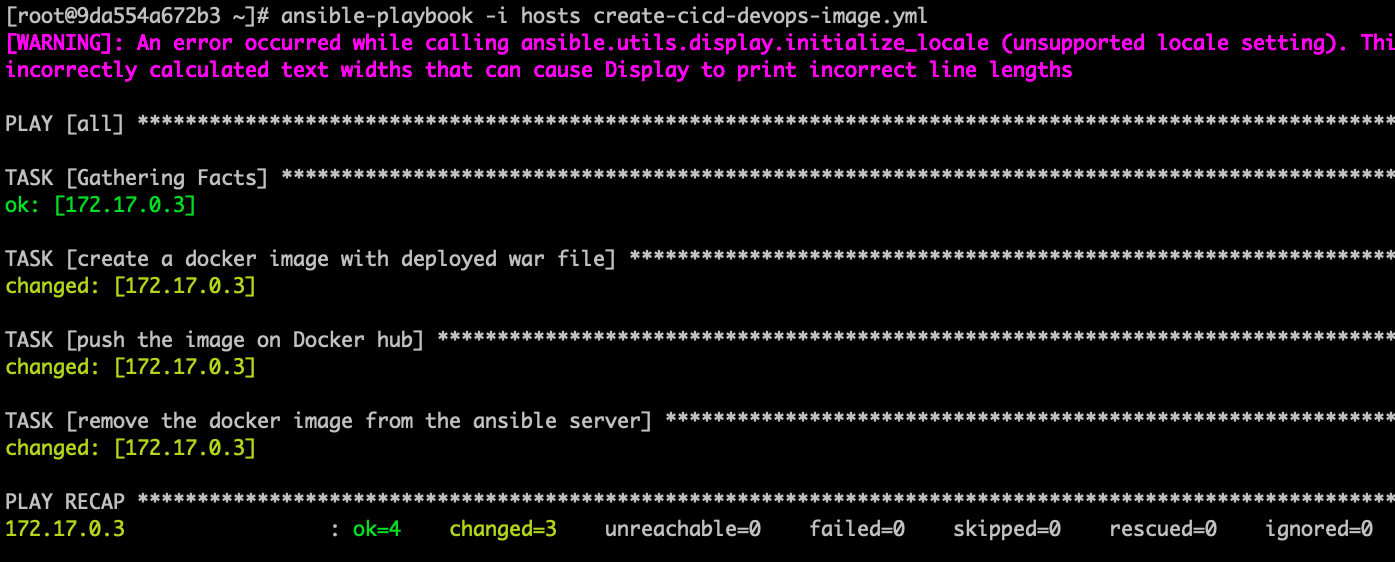 [root@9da554a672b3 ~]# ansible-playbook -i hosts create-cicd-devops-image.yml
[WARNING]: An error occurred while calling ansible.utils.display.initialize_locale (unsupported locale setting). Thi
incorrectly calculated text widths that can cause Display to print incorrect line lengths
PLAY [all] *********************************************************************************************************
TASK [Gathering Facts] *********************************************************************************************
ok: [172.17.0.3]
TASK [create a docker image with deployed war file] ****************************************************************
changed: [172.17.0.3]
TASK [push the image on Docker hub] ********************************************************************************
changed: [172.17.0.3]
TASK [remove the docker image from the ansible server] *************************************************************
changed: [172.17.0.3]
PLAY RECAP *********************************************************************************************************
172.17.0.3                 : ok=4    changed=3    unreachable=0    failed=0    skipped=0    rescued=0    ignored=0